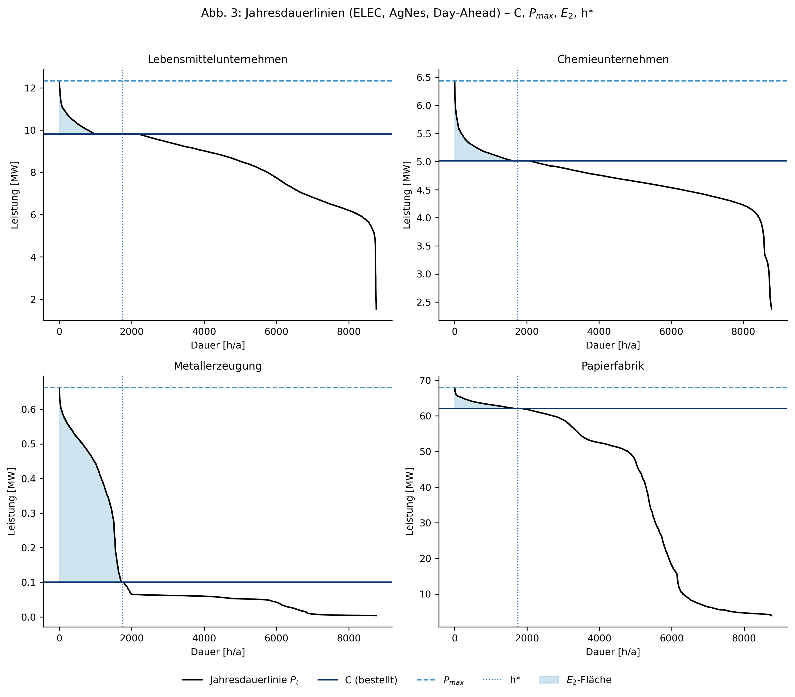 Abb. 3: Jahresdauerlinien (ELEC, AgNes, Day-Ahead) – C, Pmax, E2, h*
Lebensmittelunternehmen
Leistung [MW]
12
10
8
6
4
2
0 2000 4000 6000 8000
Dauer [h/a]
Chemieunternehmen
Leistung [MW]
6.5
6.0
5.5
5.0
4.5
4.0
3.5
3.0
2.5
0 2000 4000 6000 8000
Dauer [h/a]
Metallerzeugung
Leistung [MW]
0.6
0.5
0.4
0.3
0.2
0.1
0.0
0 2000 4000 6000 8000
Dauer [h/a]
Papierfabrik
Leistung [MW]
70
60
50
40
30
20
10
0 2000 4000 6000 8000
Dauer [h/a]
Jahresdauerlinie C (bestellt) Pmax h* E2-Fläche